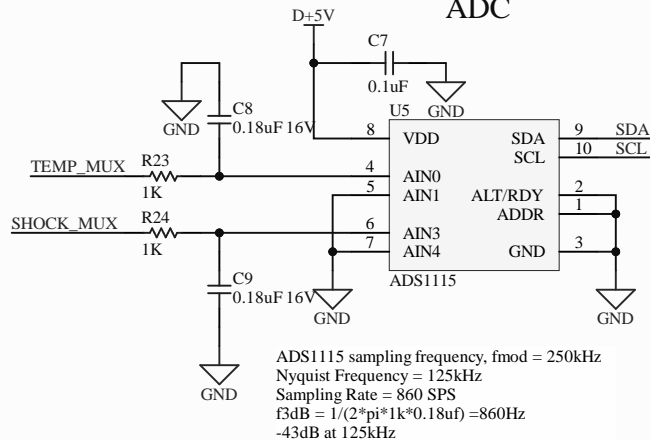 ADC
D+5V
C7
0.1uF
GND
U5
C8
0.18uF 16V
GND
8 VDD
SDA 9 SDA
SCL 10 SCL
TEMP_MUX
R23
1K
4 AIN0
5 AIN1
ALT/RDY 2
ADDR 1
SHOCK_MUX
R24
1K
6 AIN3
7 AIN4
GND 3
ADS1115
C9
0.18uF 16V
GND
GND
GND
ADS1115 sampling frequency, fmod = 250kHz
Nyquist Frequency = 125kHz
Sampling Rate = 860 SPS
f3dB = 1/(2*pi*1k*0.18uf) =860Hz
-43dB at 125kHz